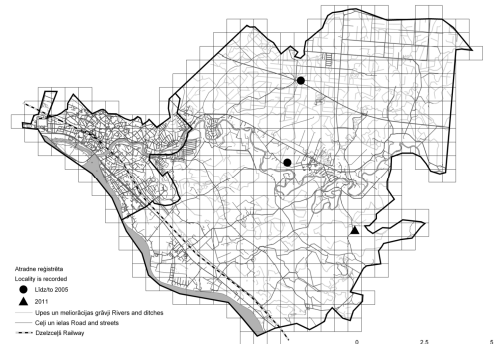 Atradne reģistrēta
Locality is recorded
Līdz/to 2005
2011
Upes un meliorācijas grāvji Rivers and ditches
Ceļi un ielas Road and streets
Dzelzceļš Railway
0 2.5 5